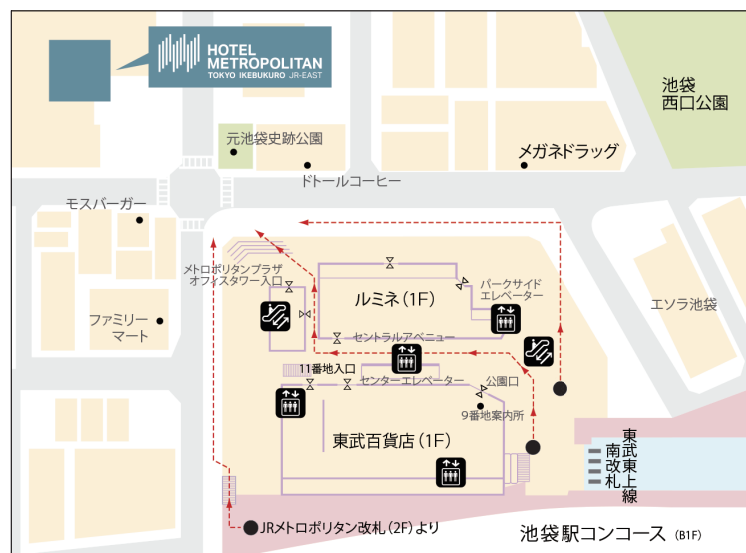 HOTEL
METROPOLITAN
TOKYO IKEBUKURO JR-EAST
池袋
西口公園
元池袋史跡公園
メガネドラッグ
ドトールコーヒー
モスバーガー
メトロポリタンプラザ
オフィスタワー入口
ルミネ(1F)
パークサイド
エレベーター
エソラ池袋
ファミリー
マート
セントラルアベニュー
11番地入口
センターエレベーター
公園口
9番地案内所
東武百貨店(1F)
東武東上線
南改札
JRメトロポリタン改札(2F)より
池袋駅コンコース (B1F)